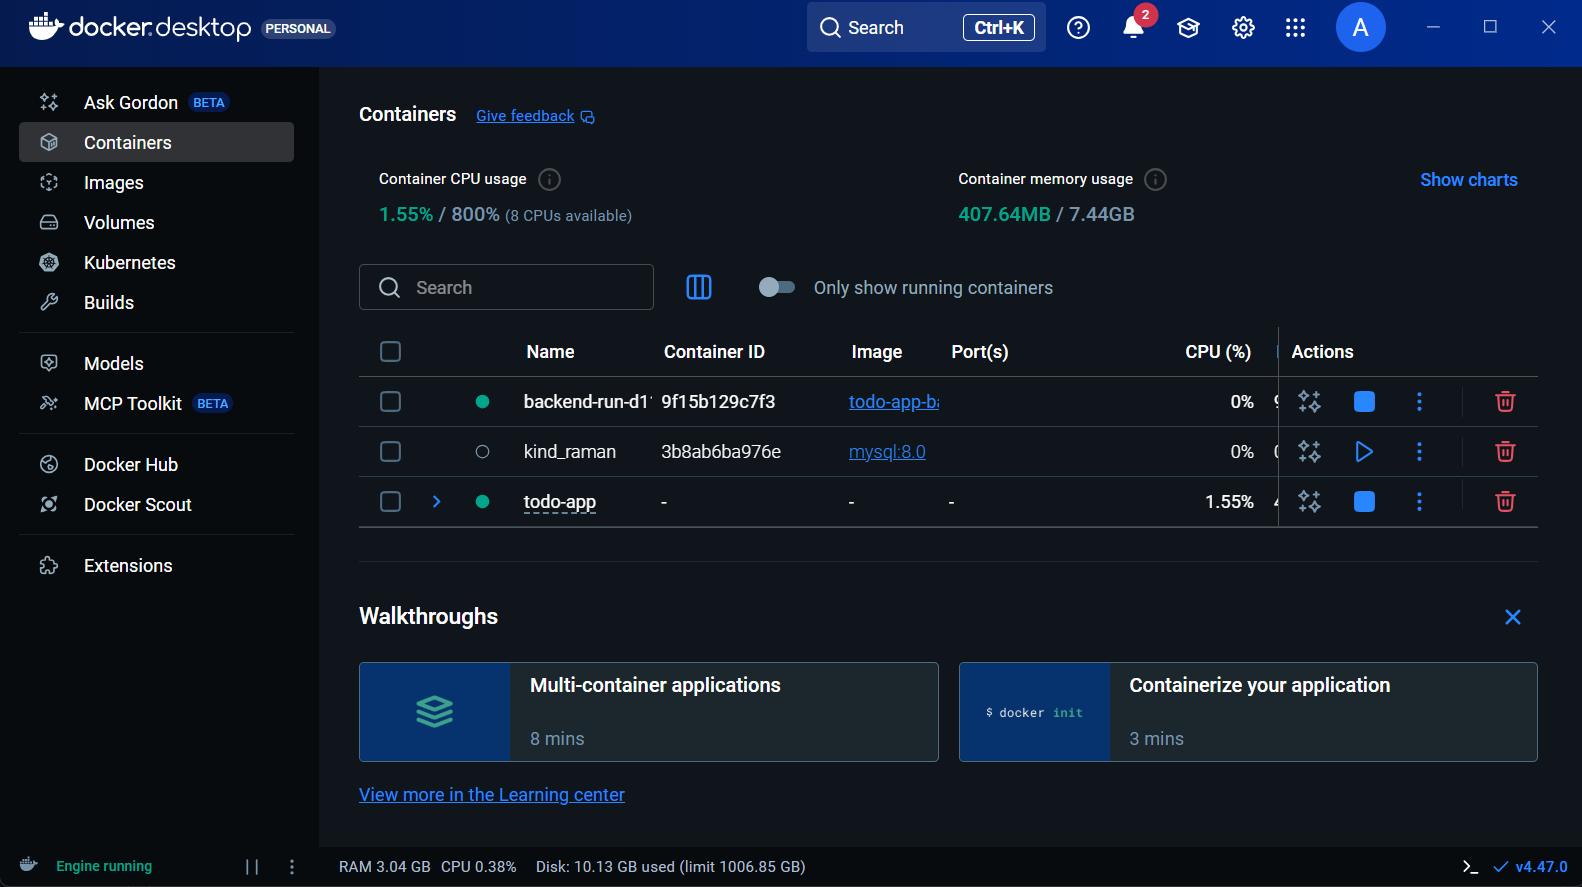 docker.desktop PERSONAL
Search Ctrl+K
2
A
Ask Gordon BETA
Containers
Images
Volumes
Kubernetes
Builds
Models
MCP Toolkit BETA
Docker Hub
Docker Scout
Extensions
Containers Give feedback
Container CPU usage
1.55% / 800% (8 CPUs available)
Container memory usage
407.64MB / 7.44GB
Show charts
Search
Only show running containers
Name Container ID Image Port(s) CPU (%) Actions
backend-run-d1 9f15b129c7f3 todo-app-ba 0%
kind_raman 3b8ab6ba976e mysql:8.0 0%
todo-app - - - 1.55%
Walkthroughs
Multi-container applications
8 mins
$ docker init
Containerize your application
3 mins
View more in the Learning center
Engine running
RAM 3.04 GB CPU 0.38% Disk: 10.13 GB used (limit 1006.85 GB)
v4.47.0